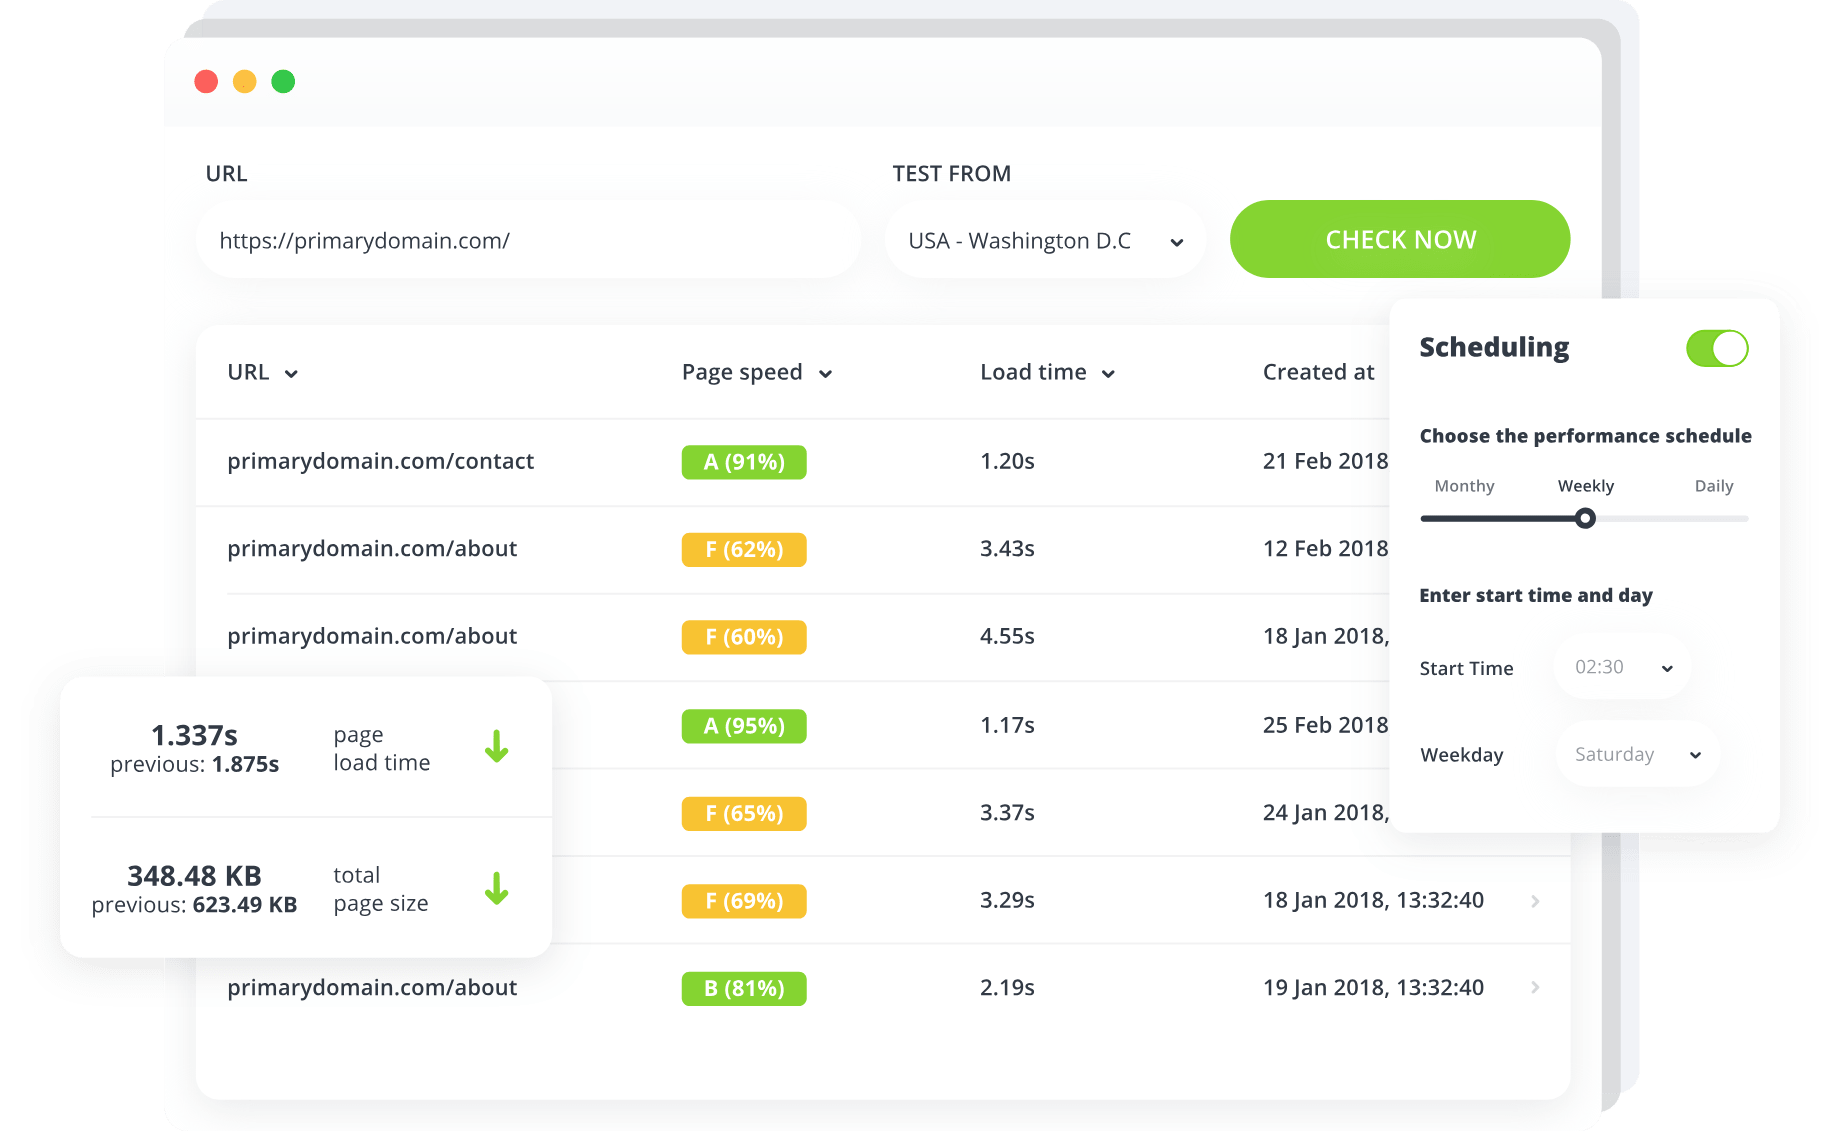 URL
TEST FROM
https://primarydomain.com/
USA - Washington D.C
CHECK NOW
URL
Page speed
Load time
Created at
primarydomain.com/contact
A (91%)
1.20s
21 Feb 2018
primarydomain.com/about
F (62%)
3.43s
12 Feb 2018
primarydomain.com/about
F (60%)
4.55s
18 Jan 2018,
A (95%)
1.17s
25 Feb 2018
F (65%)
3.37s
24 Jan 2018,
F (69%)
3.29s
18 Jan 2018, 13:32:40
primarydomain.com/about
B (81%)
2.19s
19 Jan 2018, 13:32:40
Scheduling
Choose the performance schedule
Monthy
Weekly
Daily
Enter start time and day
Start Time
02:30
Weekday
Saturday
1.337s
previous: 1.875s
page
load time
348.48 KB
previous: 623.49 KB
total
page size